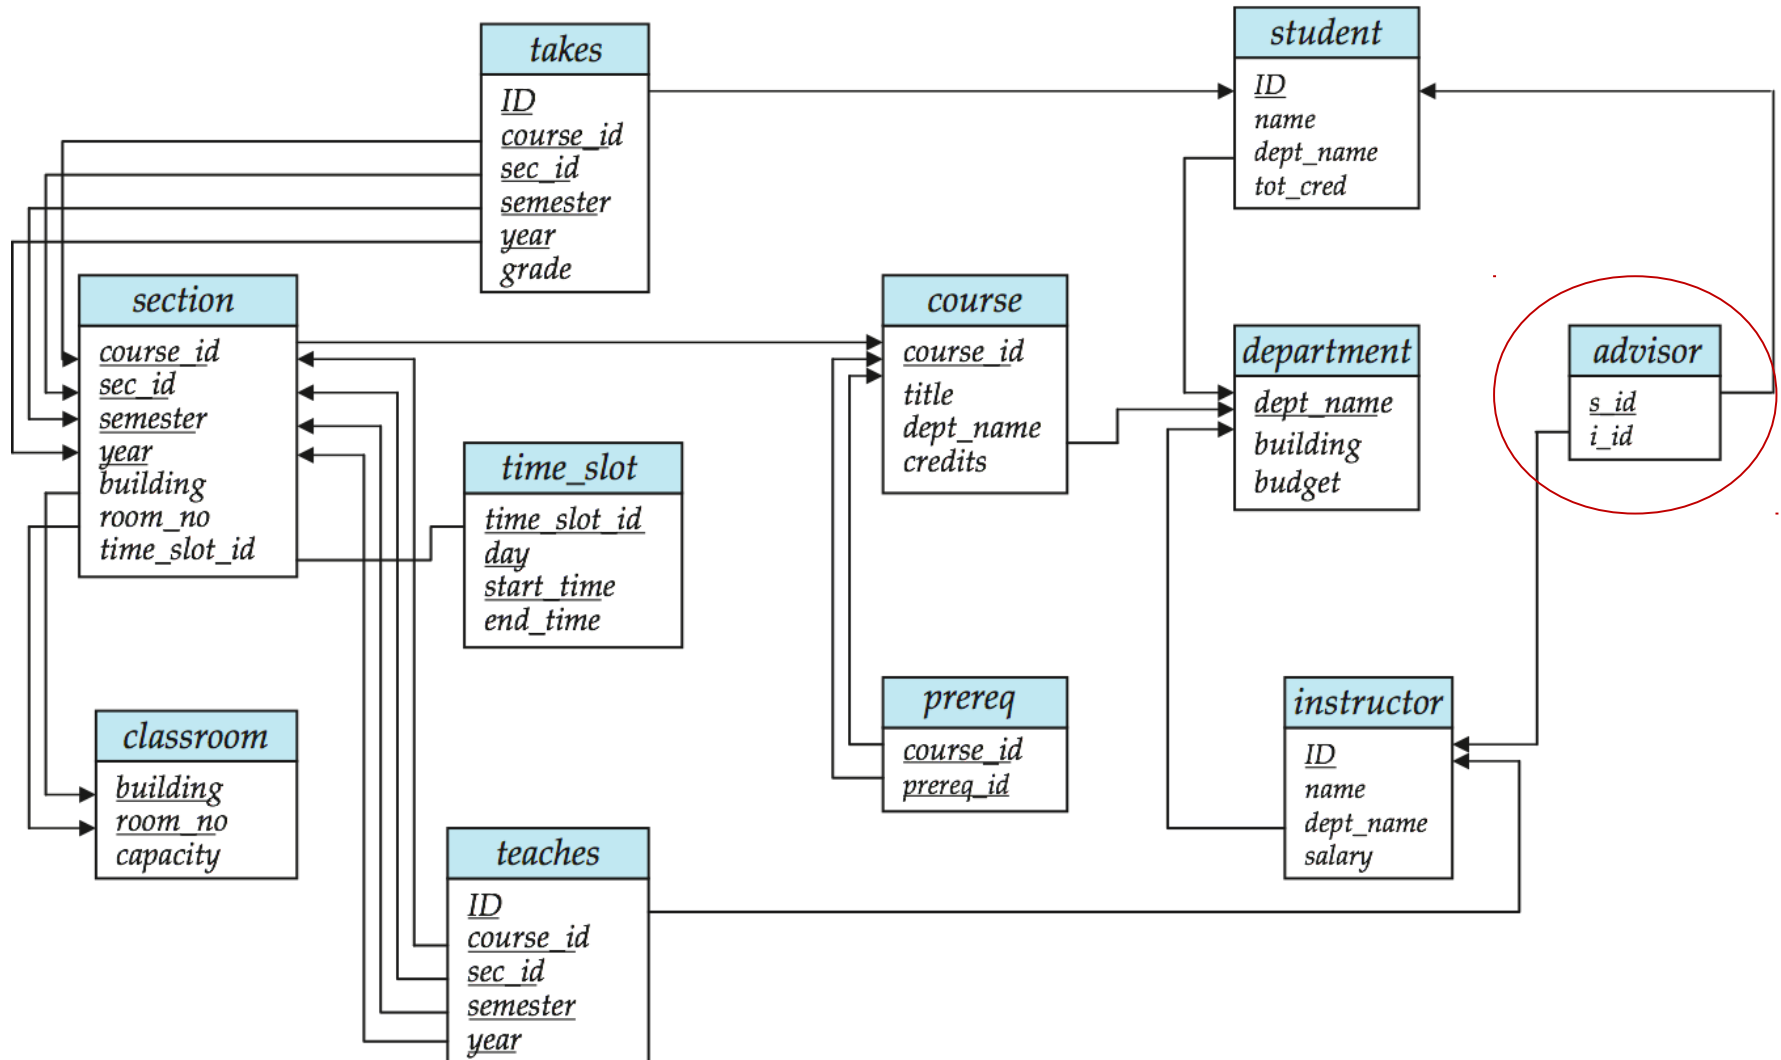 takes
ID
course_id
sec_id
semester
year
grade
student
ID
name
dept_name
tot_cred
section
course_id
sec_id
semester
year
building
room_no
time_slot_id
time_slot
time_slot_id
day
start_time
end_time
course
course_id
title
dept_name
credits
department
dept_name
building
budget
advisor
s_id
i_id
classroom
building
room_no
capacity
prereq
course_id
prereq_id
instructor
ID
name
dept_name
salary
teaches
ID
course_id
sec_id
semester
year